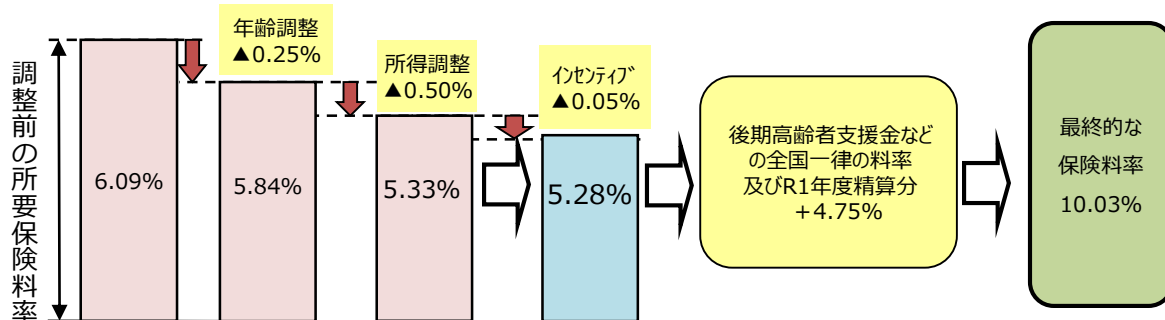 調整前の所要保険料率
6.09%
年齢調整
▲0.25%
5.84%
所得調整
▲0.50%
5.33%
ｲﾝｾﾝﾃｨﾌﾞ
▲0.05%
5.28%
後期高齢者支援金など
の全国一律の料率
及びR1年度精算分
+4.75%
最終的な
保険料率
10.03%